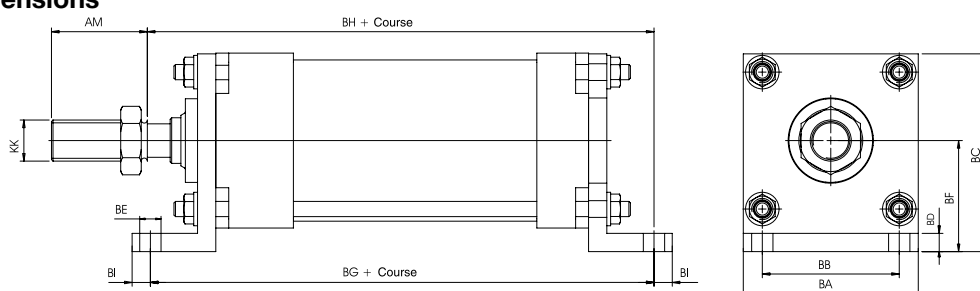 ensions
AM
BH + Course
KK
BE
BI
BG + Course
BI
BC
BF
BD
BB
BA